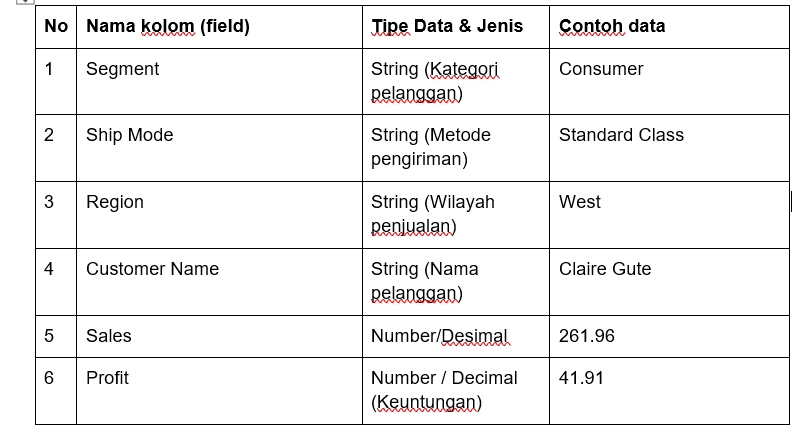 No Nama kolom (field) Tipe Data & Jenis Contoh data
1 Segment String (Kategori Consumer
pelanggan)
2 Ship Mode String (Metode Standard Class
pengiriman)
3 Region String (Wilayah West
penjualan)
4 Customer Name String (Nama Claire Gute
pelanggan)
5 Sales Number/Desimal 261.96
6 Profit Number / Decimal 41.91
(Keuntungan)